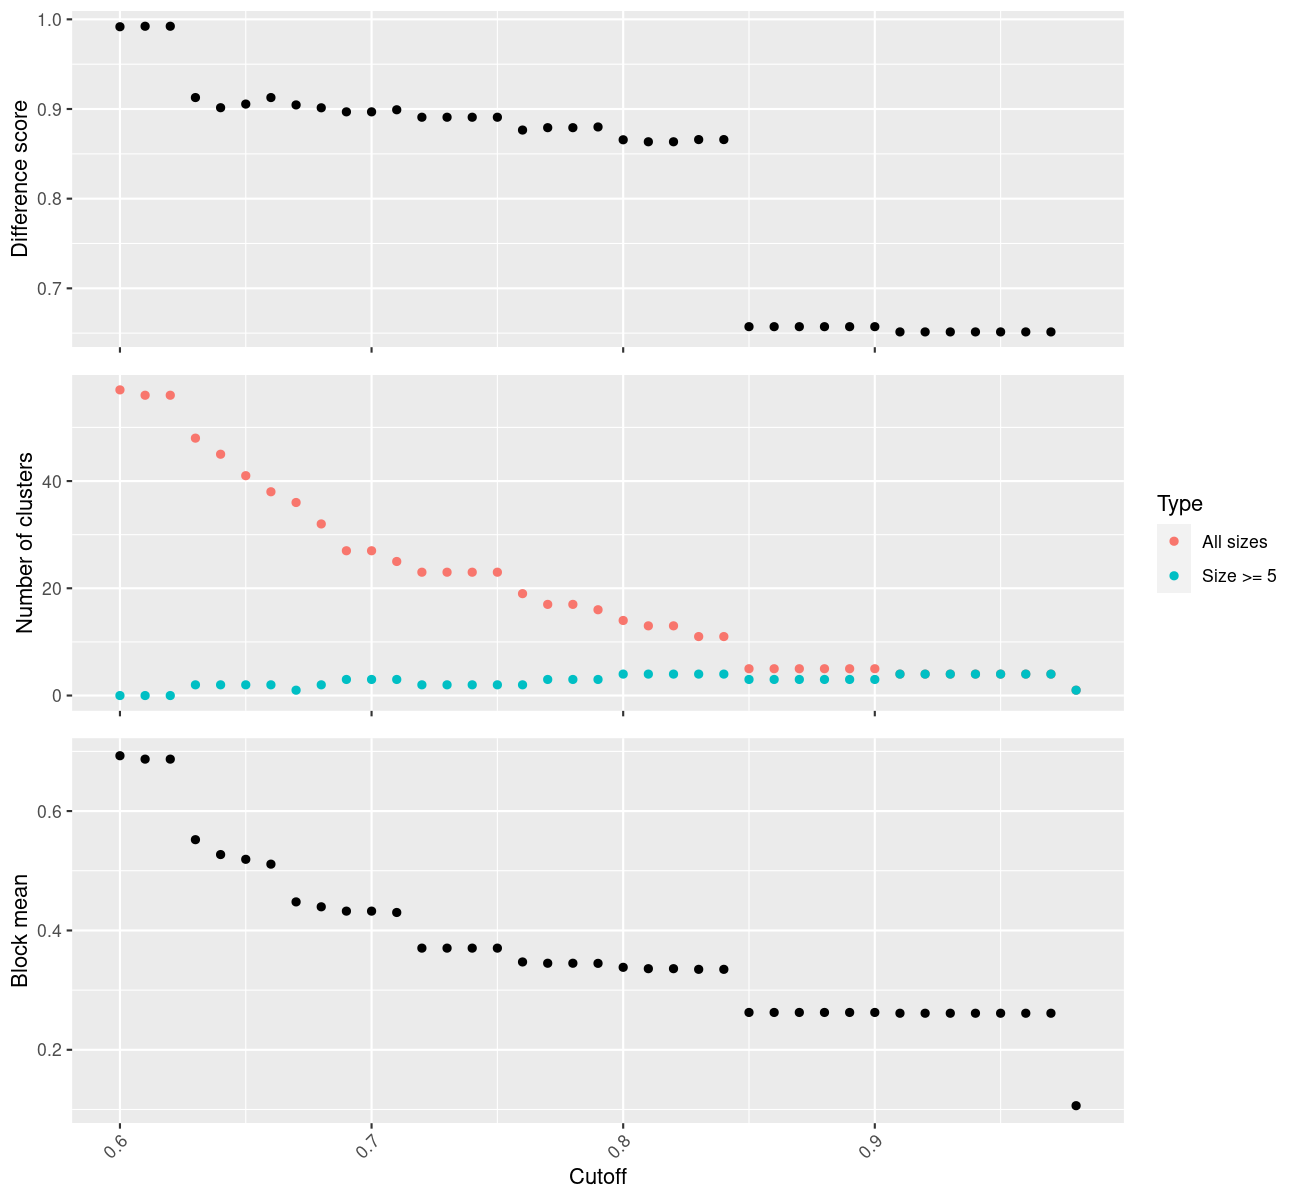 Difference score
1.0
0.9
0.8
0.7
Number of clusters
40
20
0
Type
All sizes
Size >= 5
Block mean
0.6
0.4
0.2
0.6
0.7
0.8
0.9
Cutoff